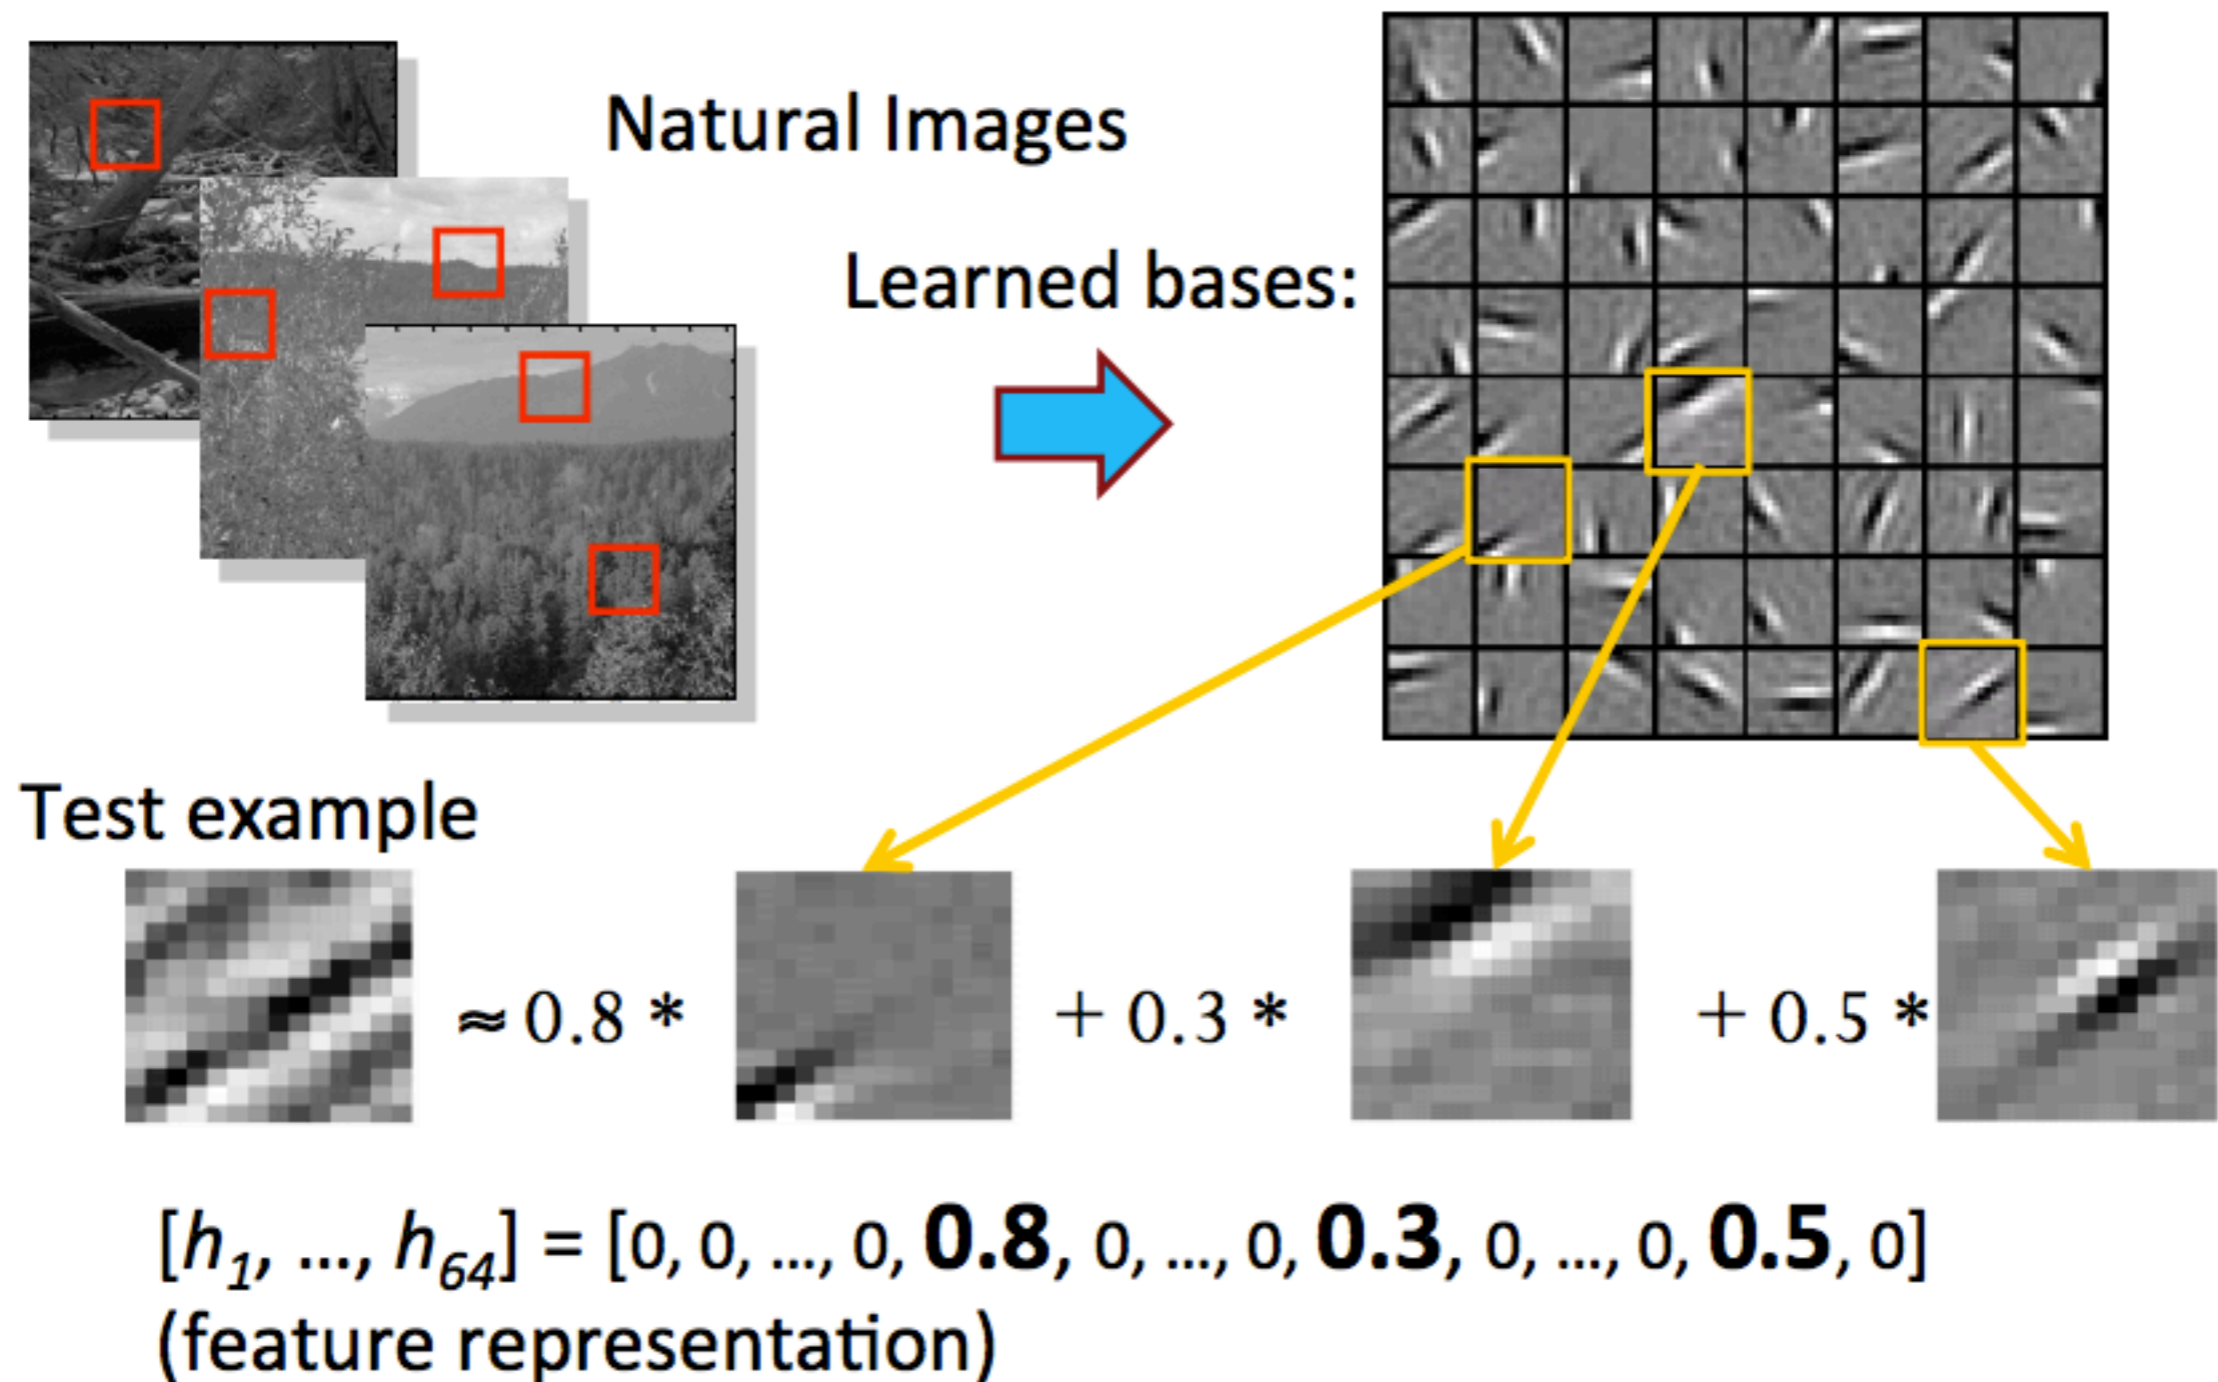 Natural Images
Learned bases:
Test example
≈ 0.8 * + 0.3 * + 0.5 *
[h₁, ..., h₆₄] = [0, 0, ..., 0, 0.8, 0, ..., 0, 0.3, 0, ..., 0, 0.5, 0]
(feature representation)